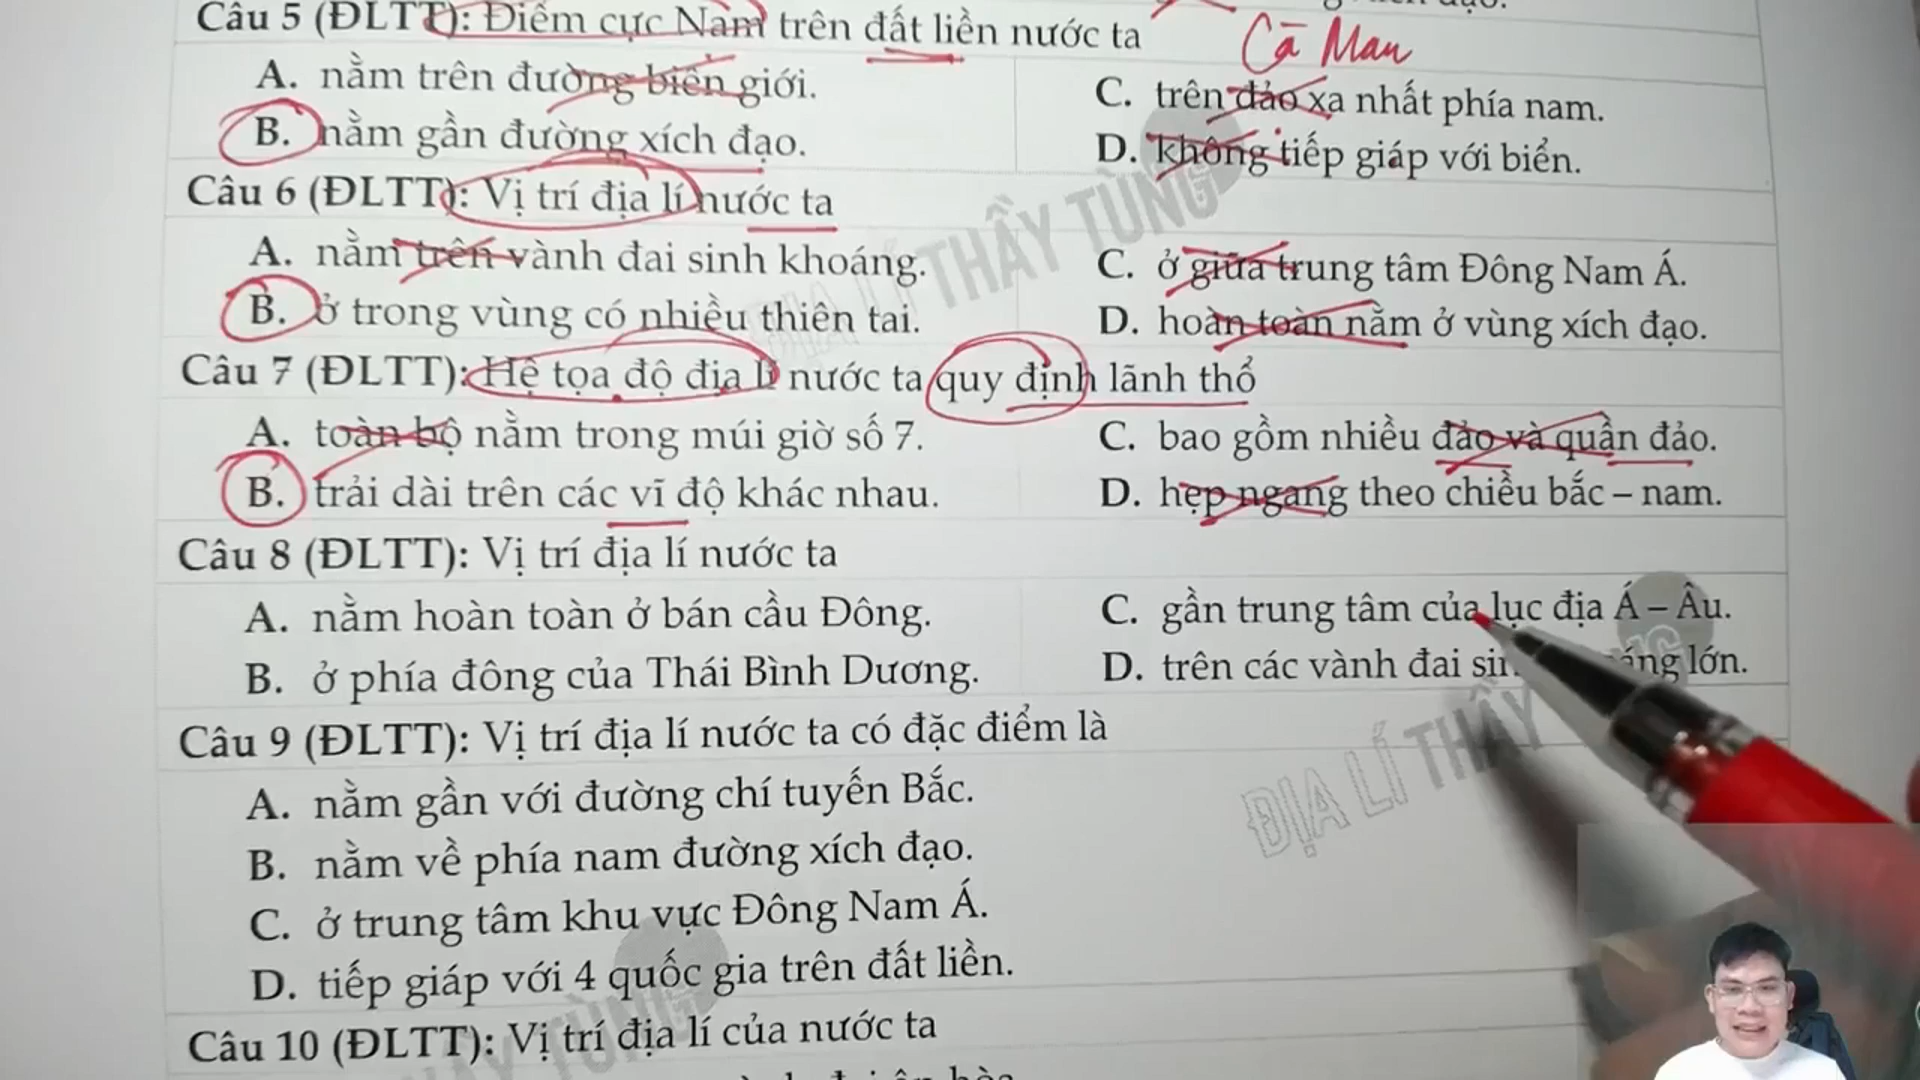 Câu 5 (ĐLTT): Điểm cực Nam trên đất liền nước ta
Cà Mau
A. nằm trên đường biên giới.
C. trên đảo xa nhất phía nam.
B. nằm gần đường xích đạo.
D. không tiếp giáp với biển.
Câu 6 (ĐLTT): Vị trí địa lí nước ta
A. nằm trên vành đai sinh khoáng.
C. ở giữa trung tâm Đông Nam Á.
B. ở trong vùng có nhiều thiên tai.
D. hoàn toàn nằm ở vùng xích đạo.
Câu 7 (ĐLTT): Hệ tọa độ địa lí nước ta quy định lãnh thổ
A. toàn bộ nằm trong múi giờ số 7.
C. bao gồm nhiều đảo và quần đảo.
B. trải dài trên các vĩ độ khác nhau.
D. hẹp ngang theo chiều bắc – nam.
Câu 8 (ĐLTT): Vị trí địa lí nước ta
A. nằm hoàn toàn ở bán cầu Đông.
C. gần trung tâm của lục địa Á – Âu.
B. ở phía đông của Thái Bình Dương.
D. trên các vành đai lớn.
Câu 9 (ĐLTT): Vị trí địa lí nước ta có đặc điểm là
A. nằm gần với đường chí tuyến Bắc.
B. nằm về phía nam đường xích đạo.
C. ở trung tâm khu vực Đông Nam Á.
D. tiếp giáp với 4 quốc gia trên đất liền.
Câu 10 (ĐLTT): Vị trí địa lí của nước ta
ĐỊA LÍ THẦY TÙNG
ĐỊA LÍ THẦY
THẦY TÙNG